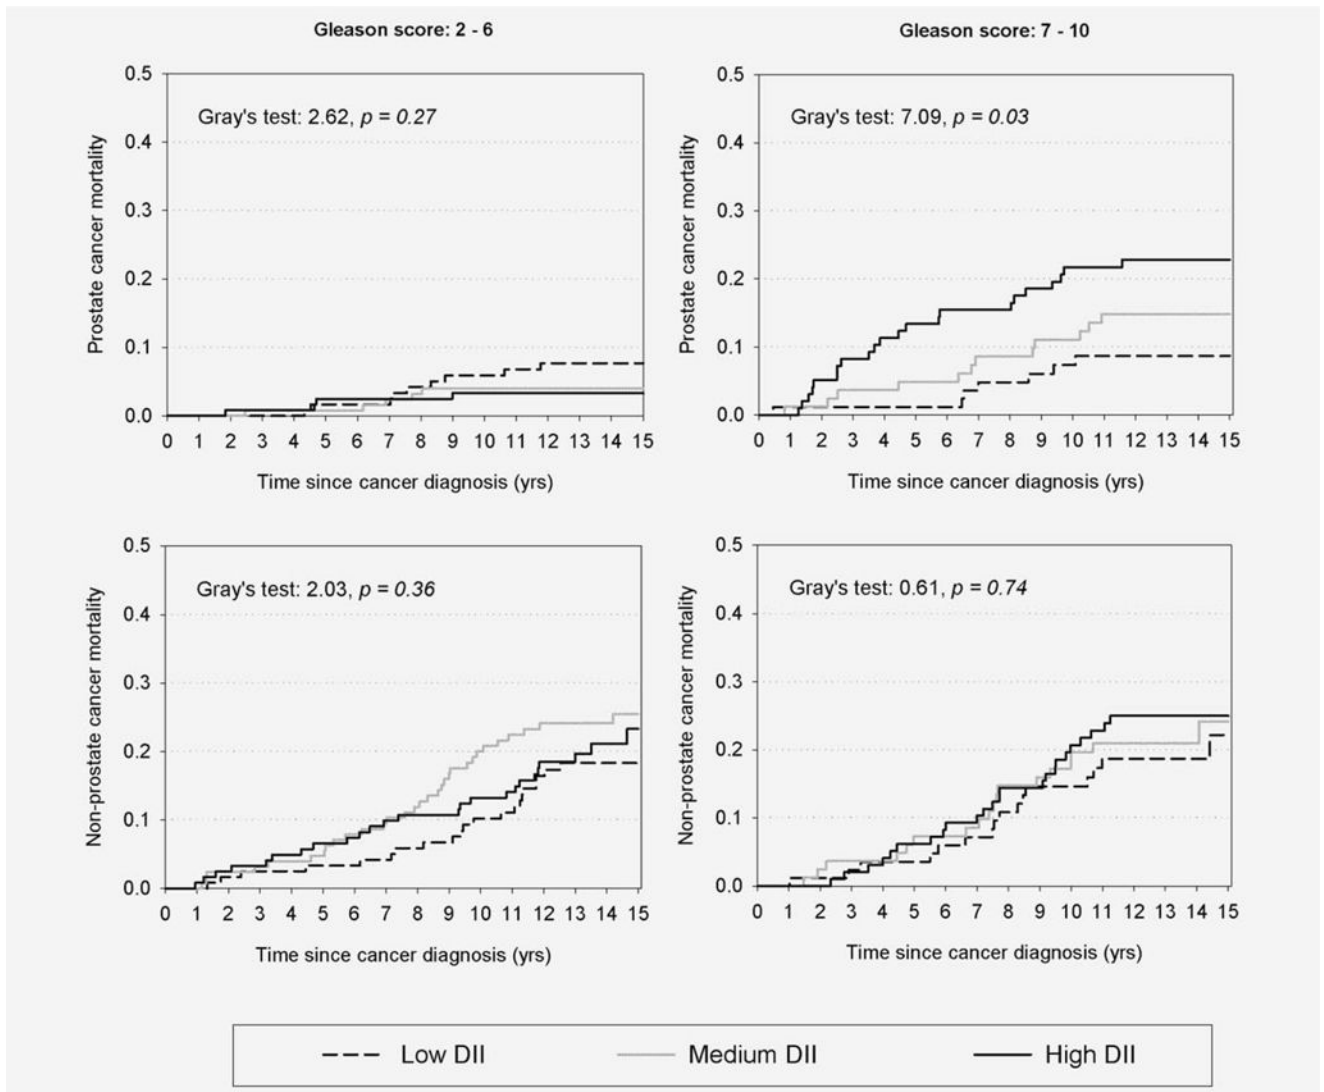 Gleason score: 2 - 6
Gleason score: 7 - 10
Prostate cancer mortality
0.5
0.4
0.3
0.2
0.1
0.0
Gray's test: 2.62, p = 0.27
0 1 2 3 4 5 6 7 8 9 10 11 12 13 14 15
Time since cancer diagnosis (yrs)
Prostate cancer mortality
0.5
0.4
0.3
0.2
0.1
0.0
Gray's test: 7.09, p = 0.03
0 1 2 3 4 5 6 7 8 9 10 11 12 13 14 15
Time since cancer diagnosis (yrs)
Non-prostate cancer mortality
0.5
0.4
0.3
0.2
0.1
0.0
Gray's test: 2.03, p = 0.36
0 1 2 3 4 5 6 7 8 9 10 11 12 13 14 15
Time since cancer diagnosis (yrs)
Non-prostate cancer mortality
0.5
0.4
0.3
0.2
0.1
0.0
Gray's test: 0.61, p = 0.74
0 1 2 3 4 5 6 7 8 9 10 11 12 13 14 15
Time since cancer diagnosis (yrs)
Low DII Medium DII High DII